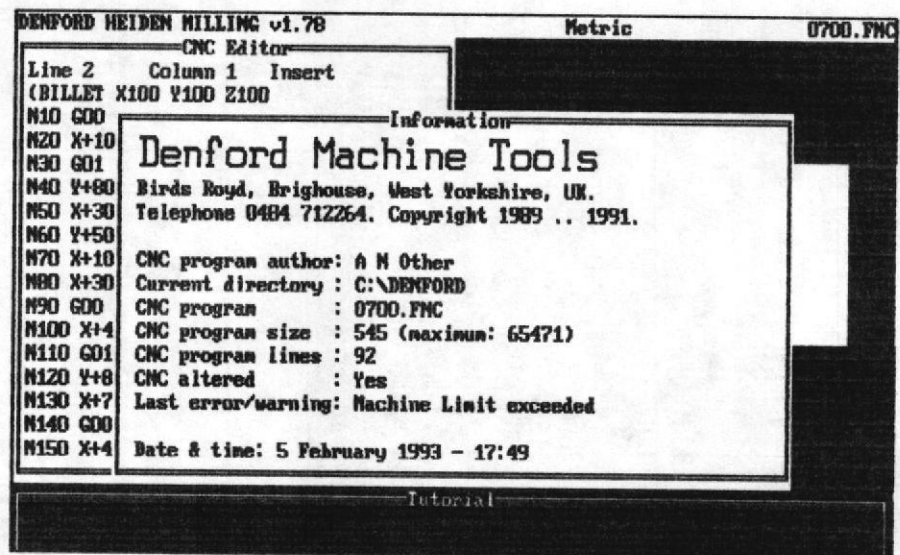 DENFORD HEIDEN MILLING v1.78 Metric 0700.FNC
CNC Editor
Line 2 Column 1 Insert
(BILLET X100 Y100 Z100
N10 G00
N20 X+10
N30 G01
N40 Y+80
N50 X+30
N60 Y+50
N70 X+10
N80 X+30
N90 G00
N100 X+4
N110 G01
N120 Y+8
N130 X+7
N140 G00
N150 X+4
Information
Denford Machine Tools
Birds Royd, Brighouse, West Yorkshire, UK.
Telephone 0484 712264. Copyright 1989 .. 1991.
CNC program author: A N Other
Current directory : C:\DENFORD
CNC program : 0700.FNC
CNC program size : 545 (maximum: 65471)
CNC program lines : 92
CNC altered : Yes
Last error/warning: Machine Limit exceeded
Date & time: 5 February 1993 - 17:49
Tutorial